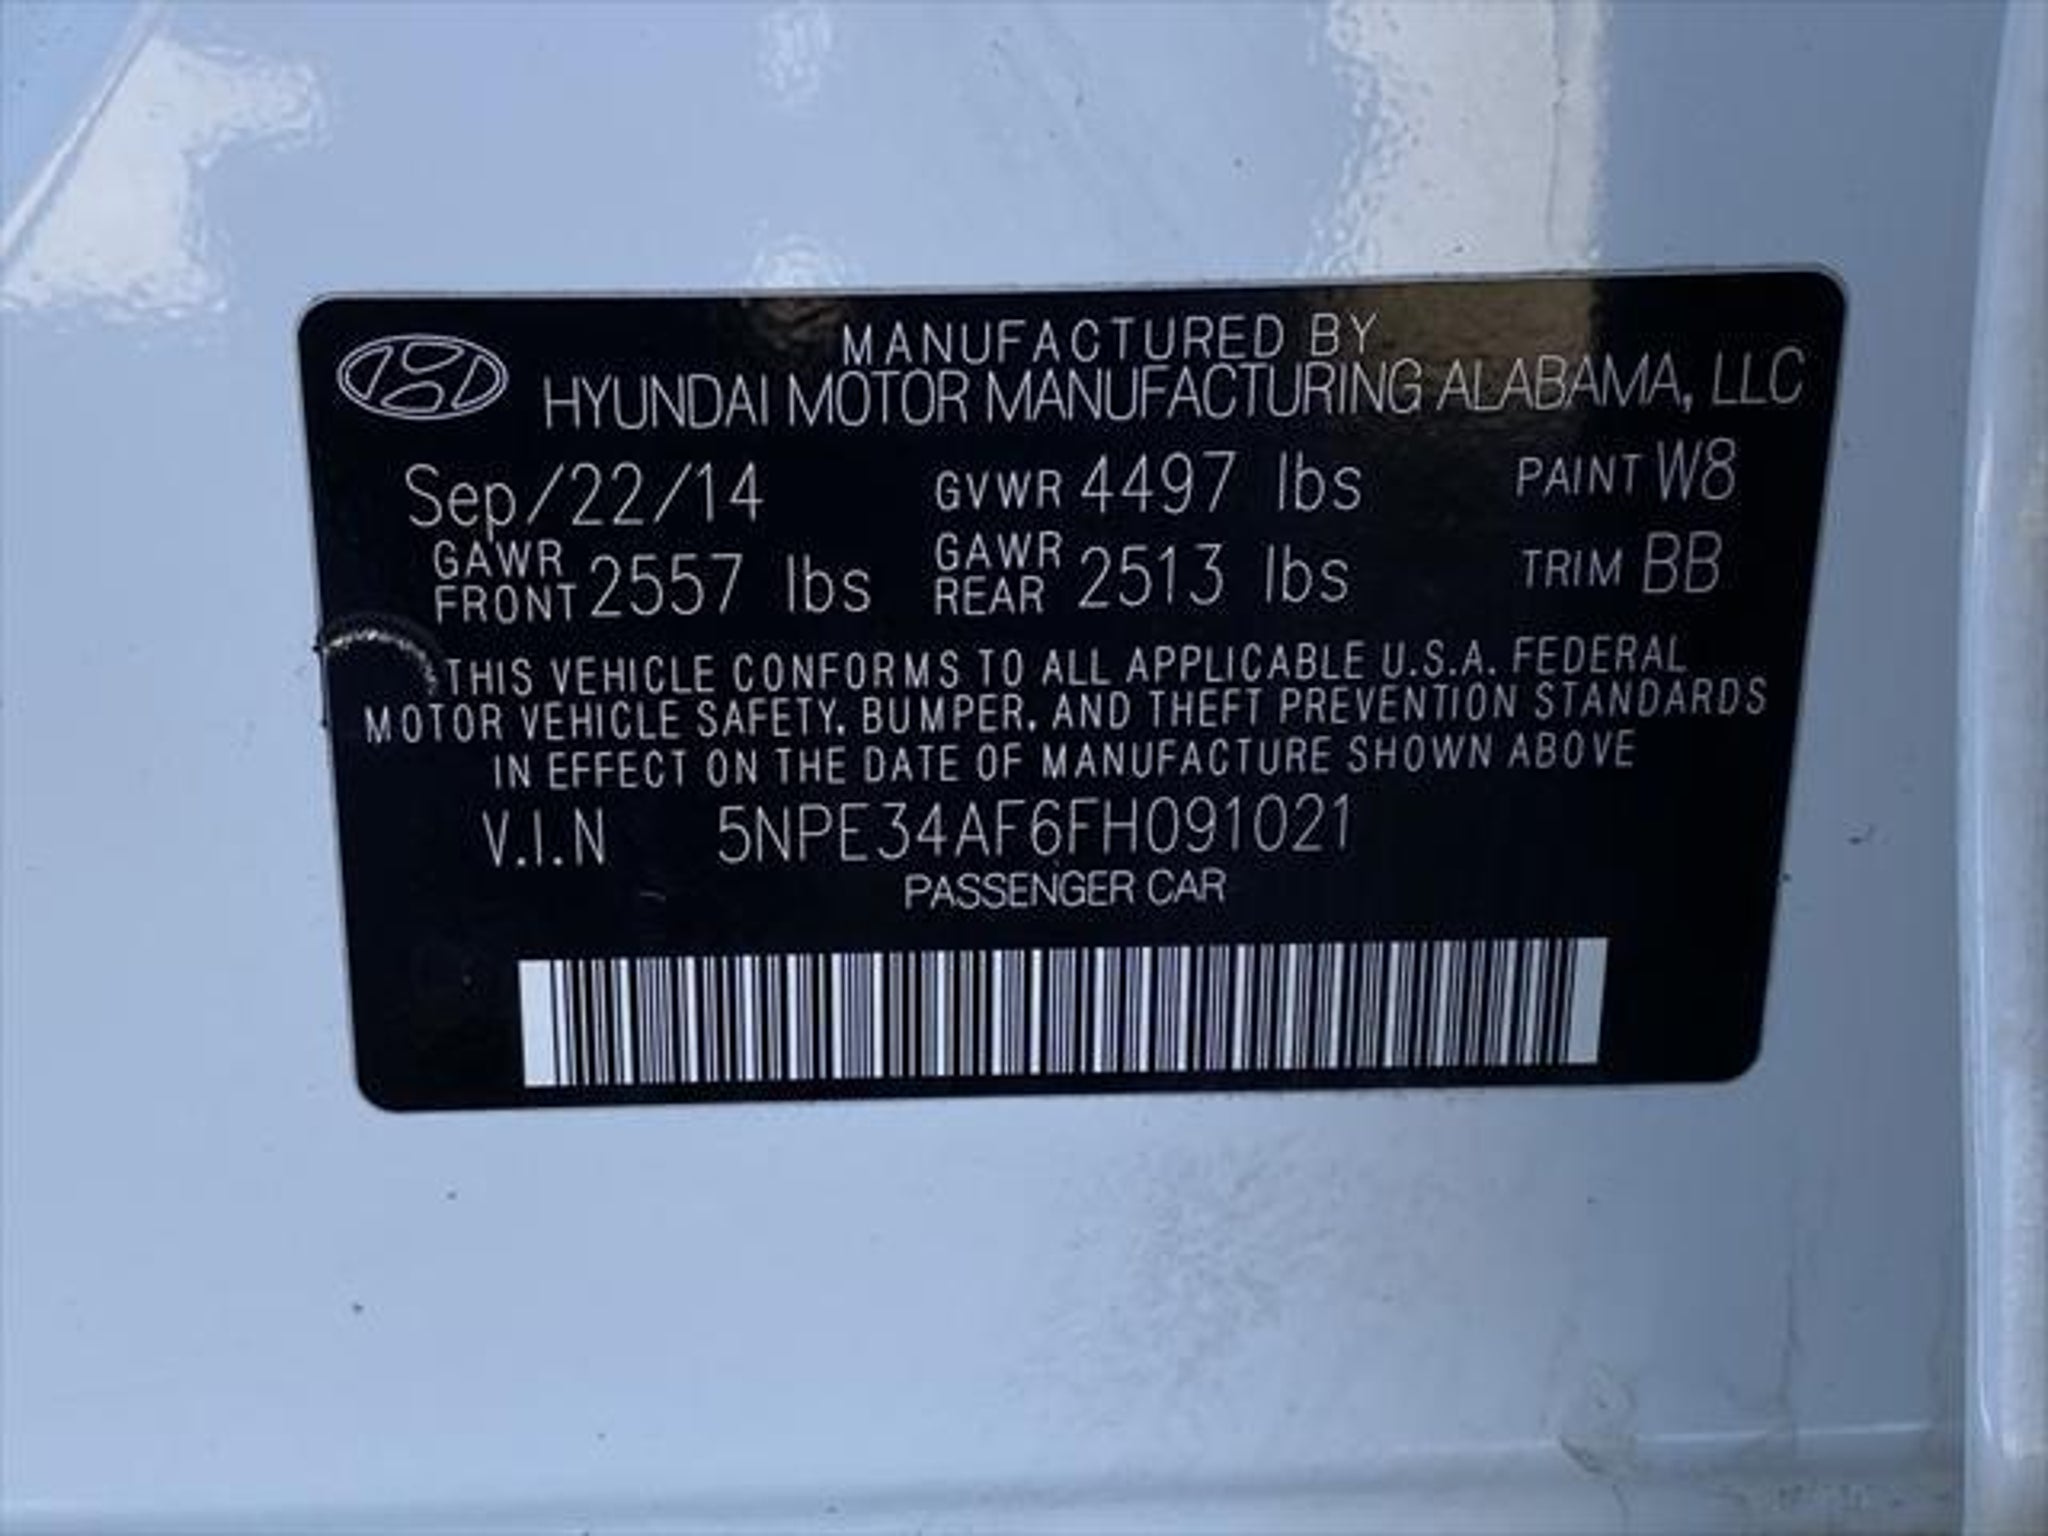 MANUFACTURED BY
HYUNDAI MOTOR MANUFACTURING ALABAMA, LLC
Sep/22/14 GVWR 4497 lbs PAINT W8
GAWR FRONT 2557 lbs GAWR REAR 2513 lbs TRIM BB
THIS VEHICLE CONFORMS TO ALL APPLICABLE U.S.A. FEDERAL
MOTOR VEHICLE SAFETY, BUMPER, AND THEFT PREVENTION STANDARDS
IN EFFECT ON THE DATE OF MANUFACTURE SHOWN ABOVE
V.I.N 5NPE34AF6FH091021
PASSENGER CAR